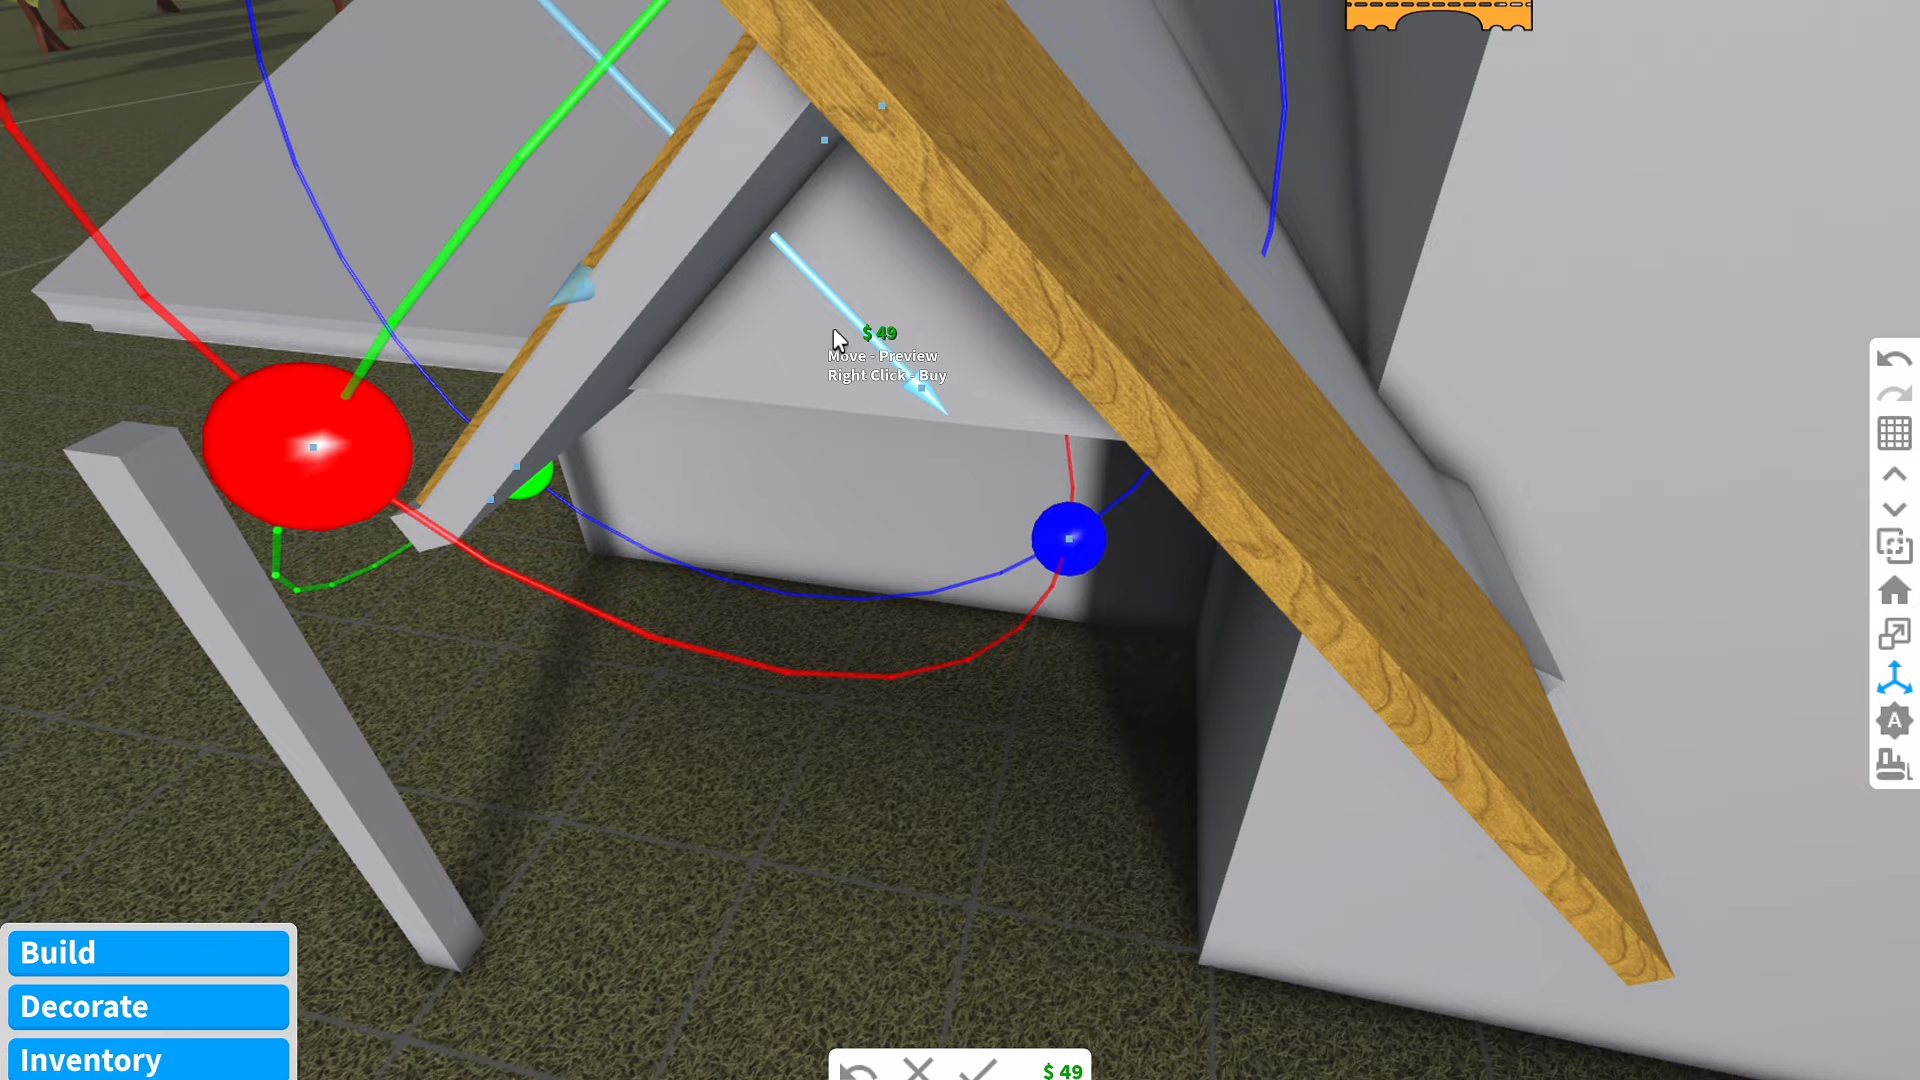 $ 49
Move - Preview
Right Click - Buy
A
Build
Decorate
Inventory
$ 49